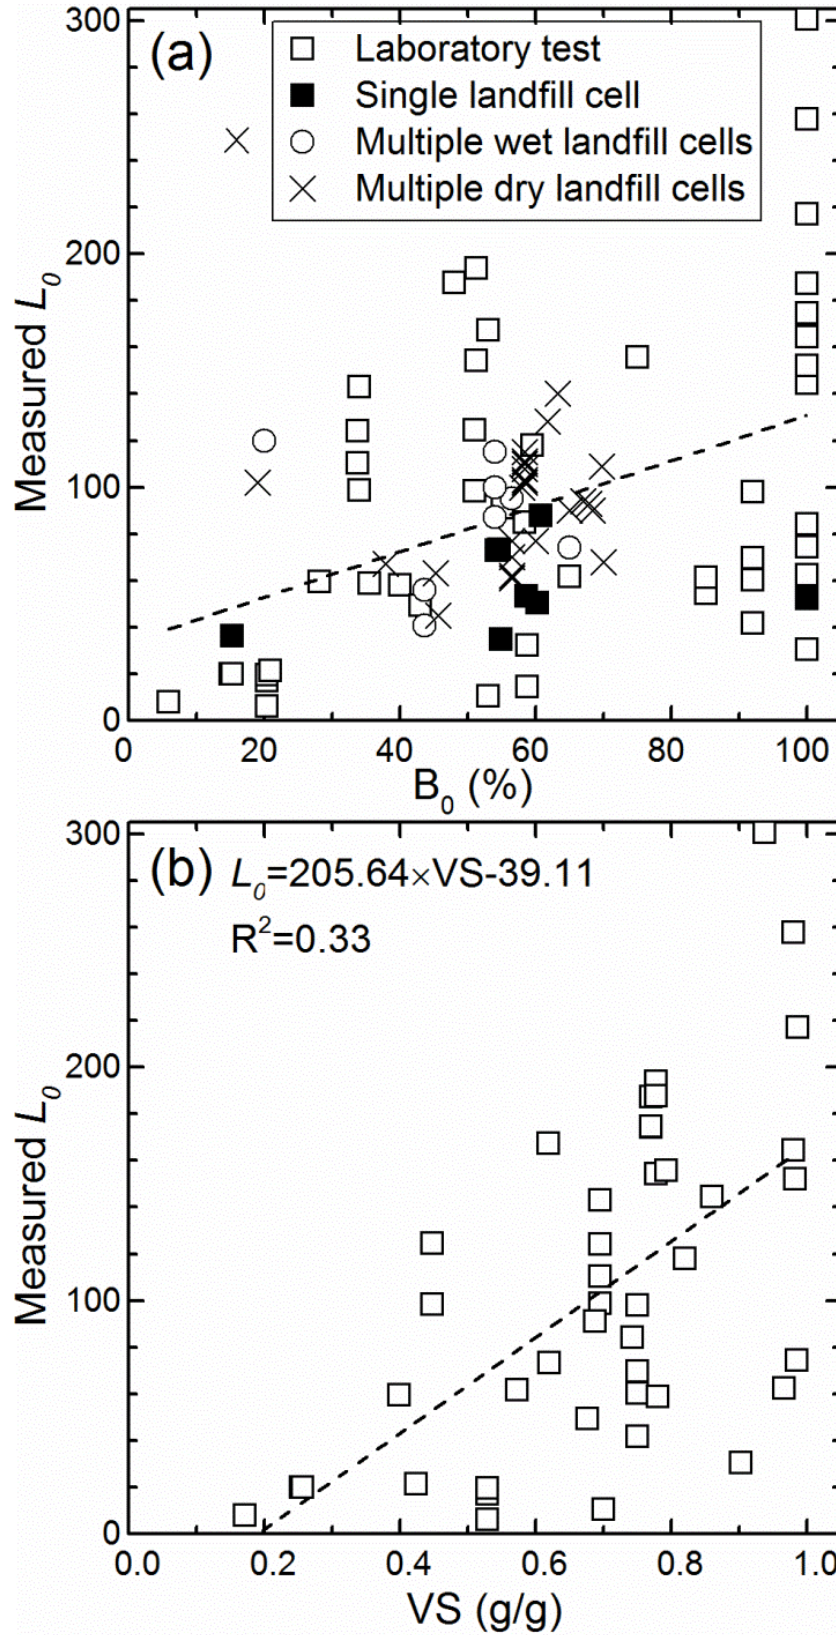 300
(a)
Laboratory test
Single landfill cell
Multiple wet landfill cells
Multiple dry landfill cells
200
Measured L₀
100
0
0 20 40 60 80 100
B₀ (%)
300
(b) L₀=205.64×VS-39.11
R²=0.33
200
Measured L₀
100
0
0.0 0.2 0.4 0.6 0.8 1.0
VS (g/g)